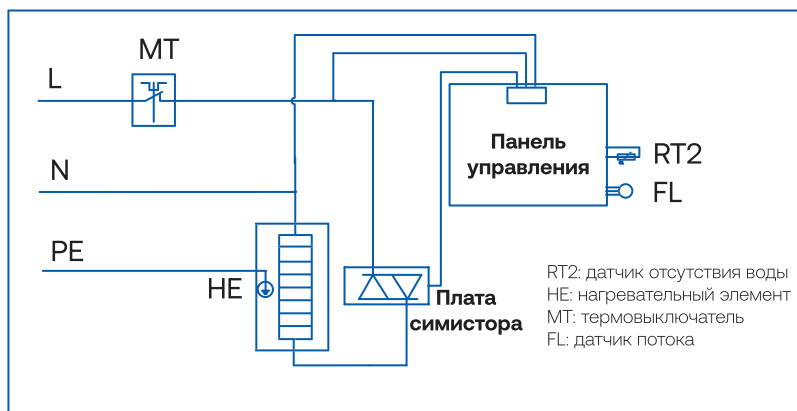 MT
L
Панель
управления
RT2
N
FL
PE
HE
Плата
симистора
RT2: датчик отсутствия воды
HE: нагревательный элемент
MT: термовыключатель
FL: датчик потока